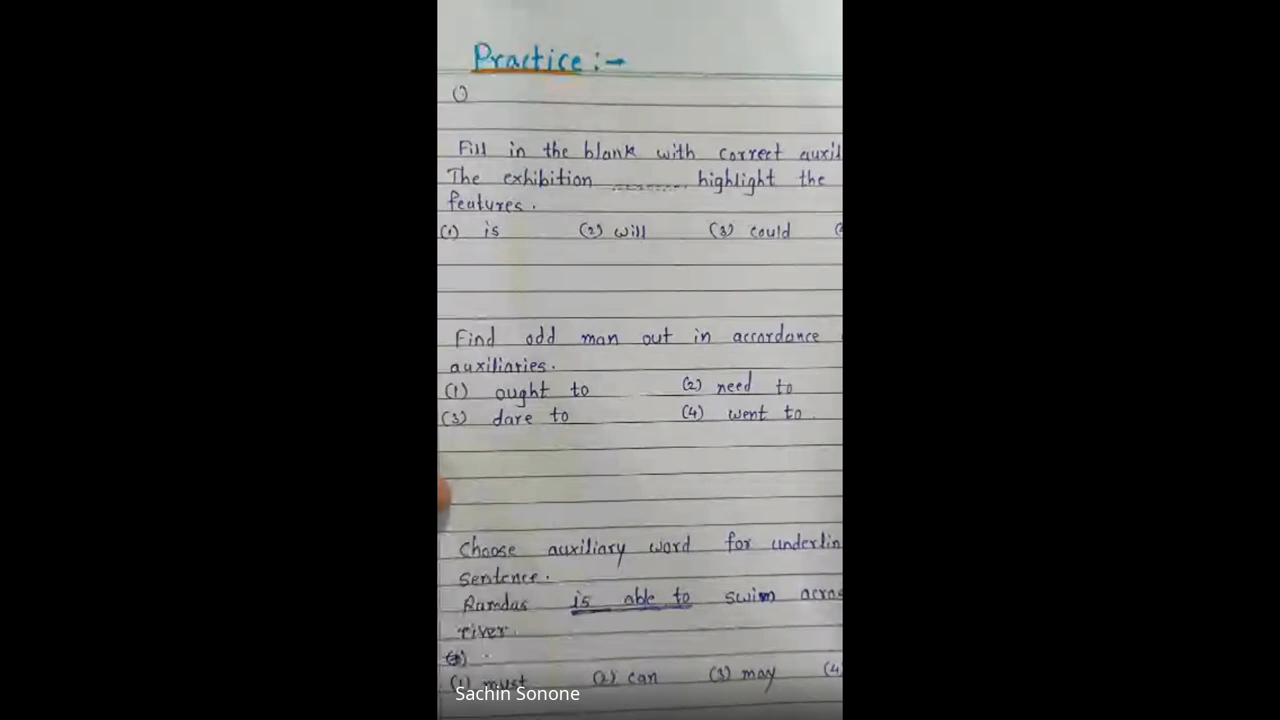 Practice :-
①
Fill in the blank with correct auxil
The exhibition ........... highlight the
features.
(1) is (2) will (3) could
Find odd man out in accordance
auxiliaries.
(1) ought to (2) need to
(3) dare to (4) went to.
Choose auxiliary word for underlin
sentence.
Ramdas is able to swim acros
river.
(1) must (2) can (3) may (4)
Sachin Sonone